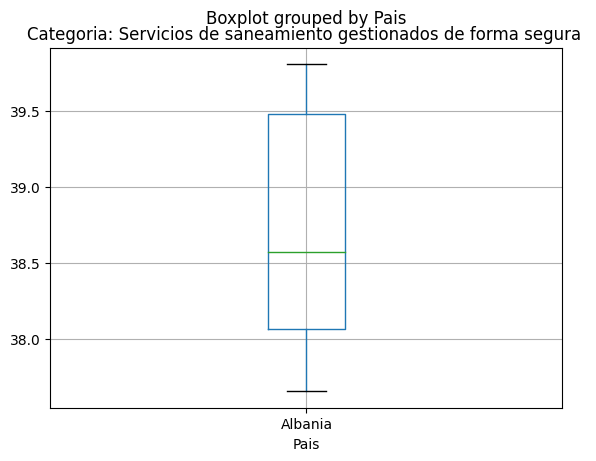 Boxplot grouped by Pais
Categoria: Servicios de saneamiento gestionados de forma segura
39.5
39.0
38.5
38.0
Albania
Pais